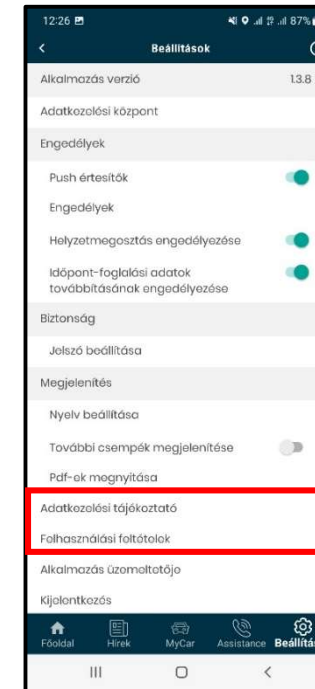 12:26 87%
Beállítások
Alkalmazás verzió 1.3.8
Adatkezelési központ
Engedélyek
Push értesítők
Engedélyek
Helyzetmegosztás engedélyezése
Időpont-foglalási adatok
továbbításának engedélyezése
Biztonság
Jelszó beállítása
Megjelenítés
Nyelv beállítása
További csempék megjelenítése
Pdf-ek megnyitása
Adatkezelési tájékoztató
Felhasználási feltételek
Alkalmazás üzemeltetője
Kijelentkezés
Főoldal Hírek MyCar Assistance Beállítás